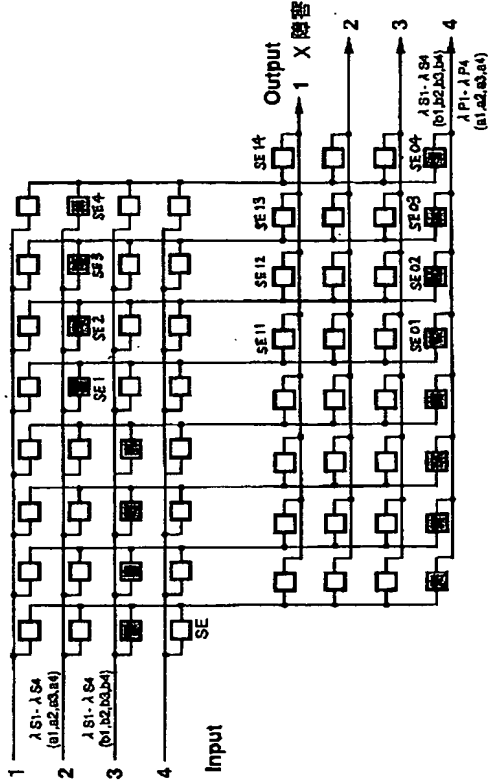 1
λS1-λS4
(a1,a2,a3,a4)
2
λS1-λS4
(b1,b2,b3,b4)
3
4
Input
SE
SE1
SE2
SE3
SE4
SE11
SE12
SE13
SE14
Output
1 X 障害
2
3
λS1-λS4
(b1,b2,b3,b4)
4
λP1-λP4
(a1,a2,a3,a4)
SE01
SE02
SE03
SE04